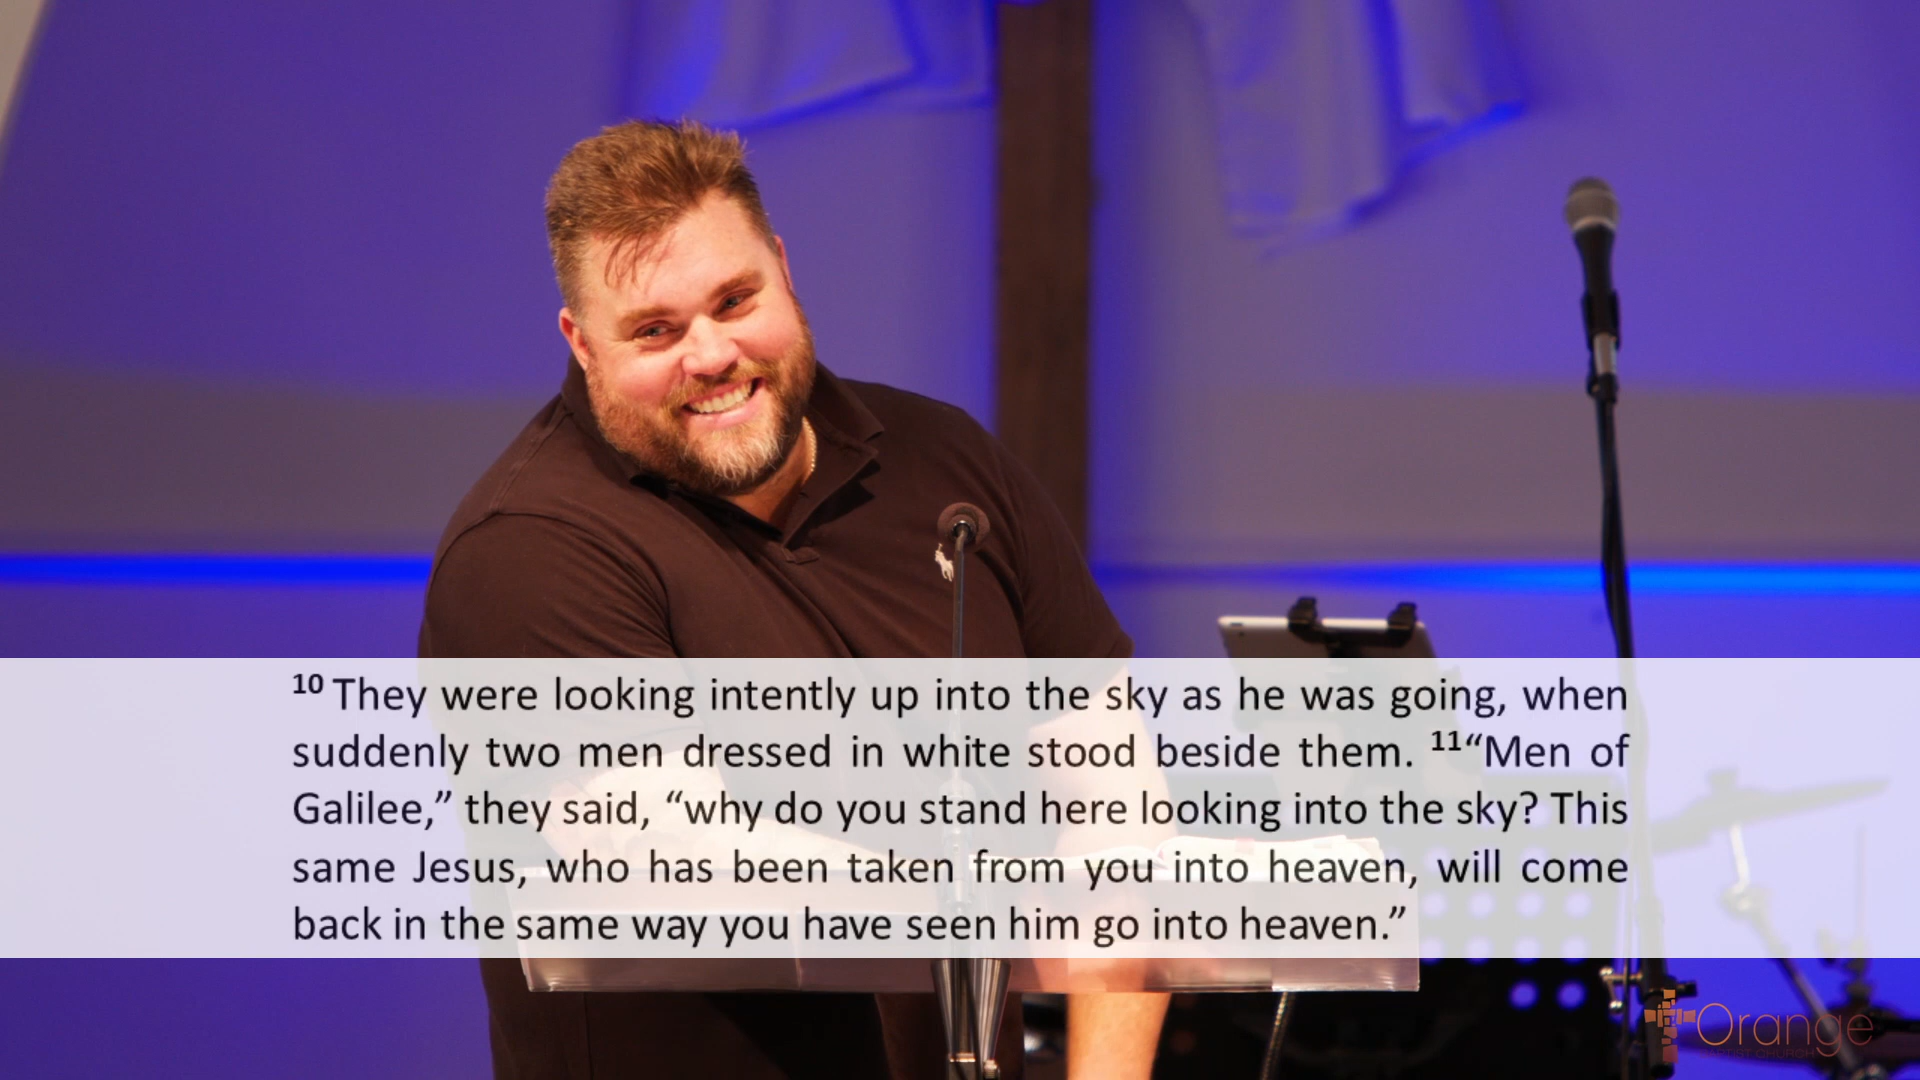 10 They were looking intently up into the sky as he was going, when
suddenly two men dressed in white stood beside them. 11“Men of
Galilee,” they said, “why do you stand here looking into the sky? This
same Jesus, who has been taken from you into heaven, will come
back in the same way you have seen him go into heaven.”
Orange
BAPTIST CHURCH